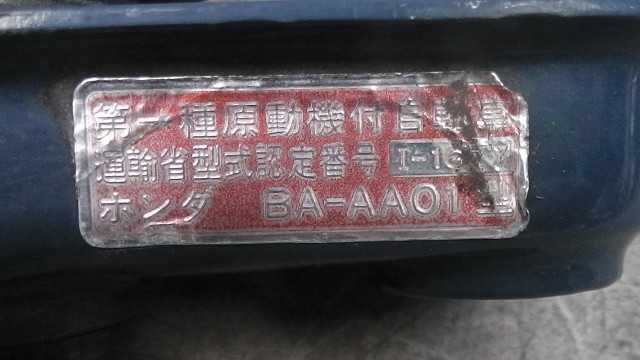 第一種原動機付自転車
運輸省型式認定番号
ホンダ BA-AA01型